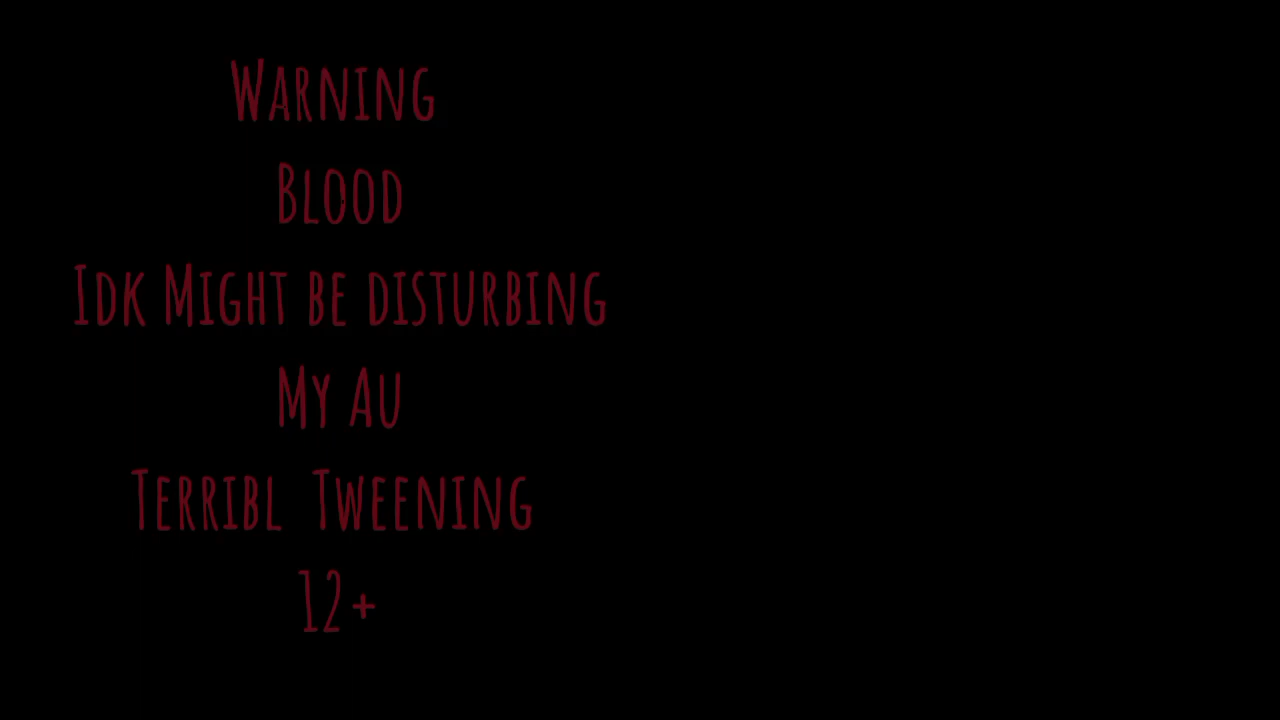 Warning
Blood
Idk Might be disturbing
My Au
Terribl Tweening
12+